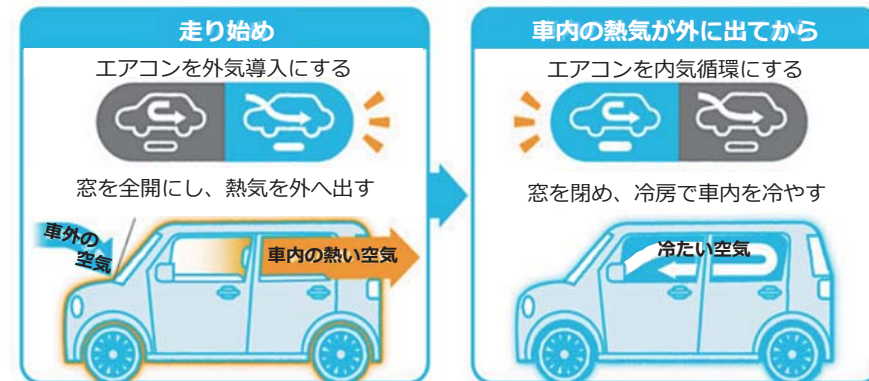 走り始め
エアコンを外気導入にする
窓を全開にし、熱気を外へ出す
車外の
空気
車内の熱い空気
車内の熱気が外に出てから
エアコンを内気循環にする
窓を閉め、冷房で車内を冷やす
冷たい空気